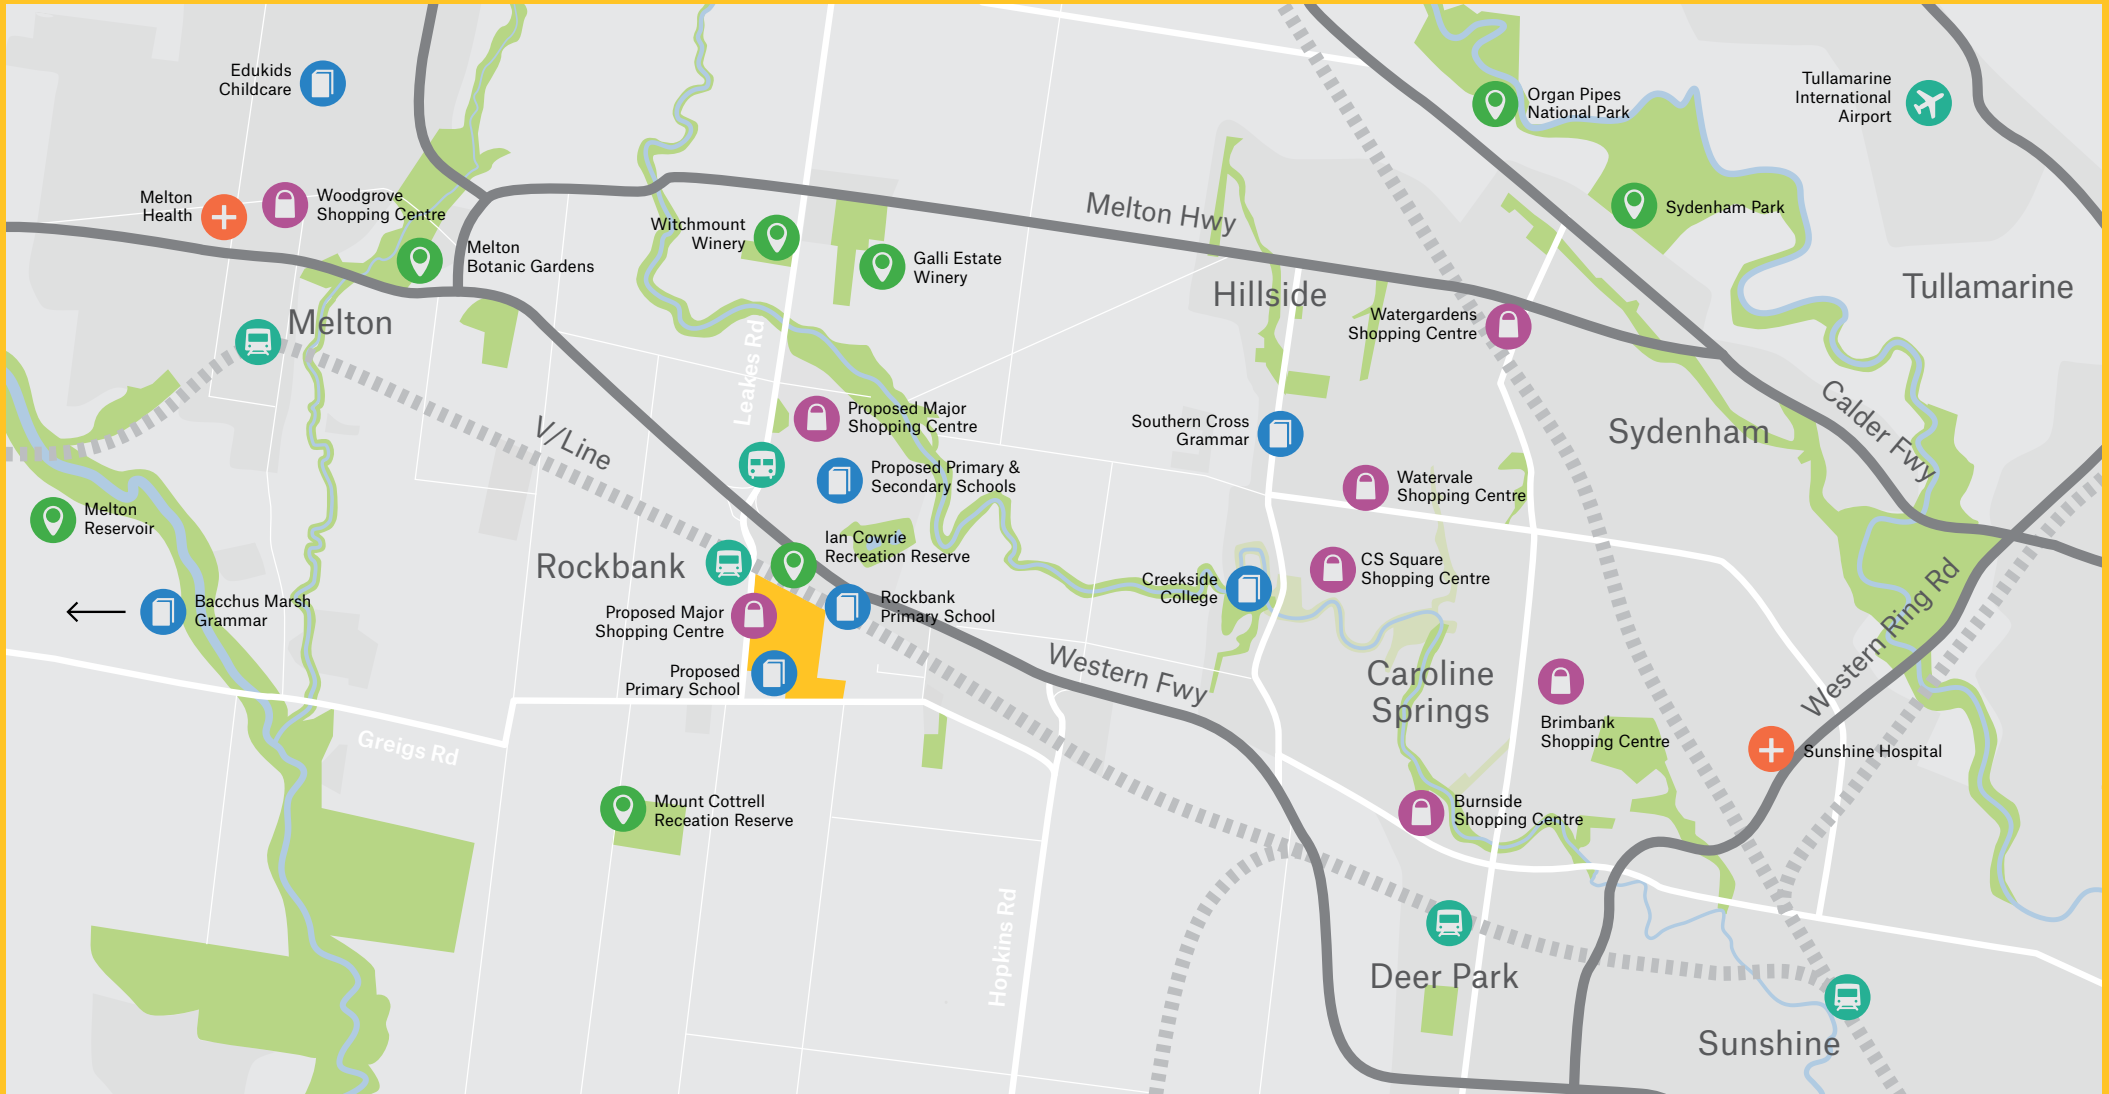 Edukids
Childcare
Organ Pipes
National Park
Tullamarine
International
Airport
Melton
Health
Woodgrove
Shopping Centre
Melton Hwy
Sydenham Park
Witchmount
Winery
Melton
Botanic Gardens
Galli Estate
Winery
Hillside
Tullamarine
Melton
Leakes Rd
Watergardens
Shopping Centre
V/Line
Proposed Major
Shopping Centre
Southern Cross
Grammar
Sydenham
Calder Fwy
Proposed Primary &
Secondary Schools
Watervale
Shopping Centre
Melton
Reservoir
Rockbank
Ian Cowrie
Recreation Reserve
Creekside
College
CS Square
Shopping Centre
Western Ring Rd
Bacchus Marsh
Grammar
Proposed Major
Shopping Centre
Rockbank
Primary School
Proposed
Primary School
Western Fwy
Caroline
Springs
Brimbank
Shopping Centre
Sunshine Hospital
Greigs Rd
Mount Cottrell
Receation Reserve
Burnside
Shopping Centre
Hopkins Rd
Deer Park
Sunshine